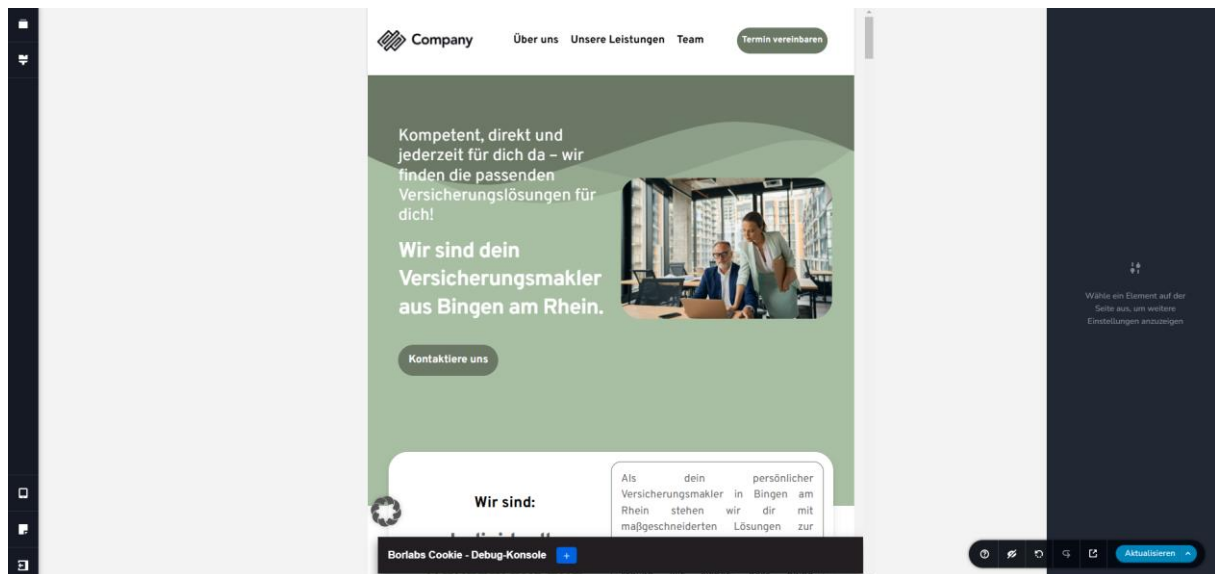 Company
Über uns Unsere Leistungen Team
Termin vereinbaren
Kompetent, direkt und
jederzeit für dich da – wir
finden die passenden
Versicherungslösungen für
dich!
Wir sind dein
Versicherungsmakler
aus Bingen am Rhein.
Kontaktiere uns
Wir sind:
Als dein persönlicher
Versicherungsmakler in Bingen am
Rhein stehen wir dir mit
maßgeschneiderten Lösungen zur
Borlabs Cookie - Debug-Konsole +
Wähle ein Element auf der
Seite aus, um weitere
Einstellungen anzuzeigen
Aktualisieren